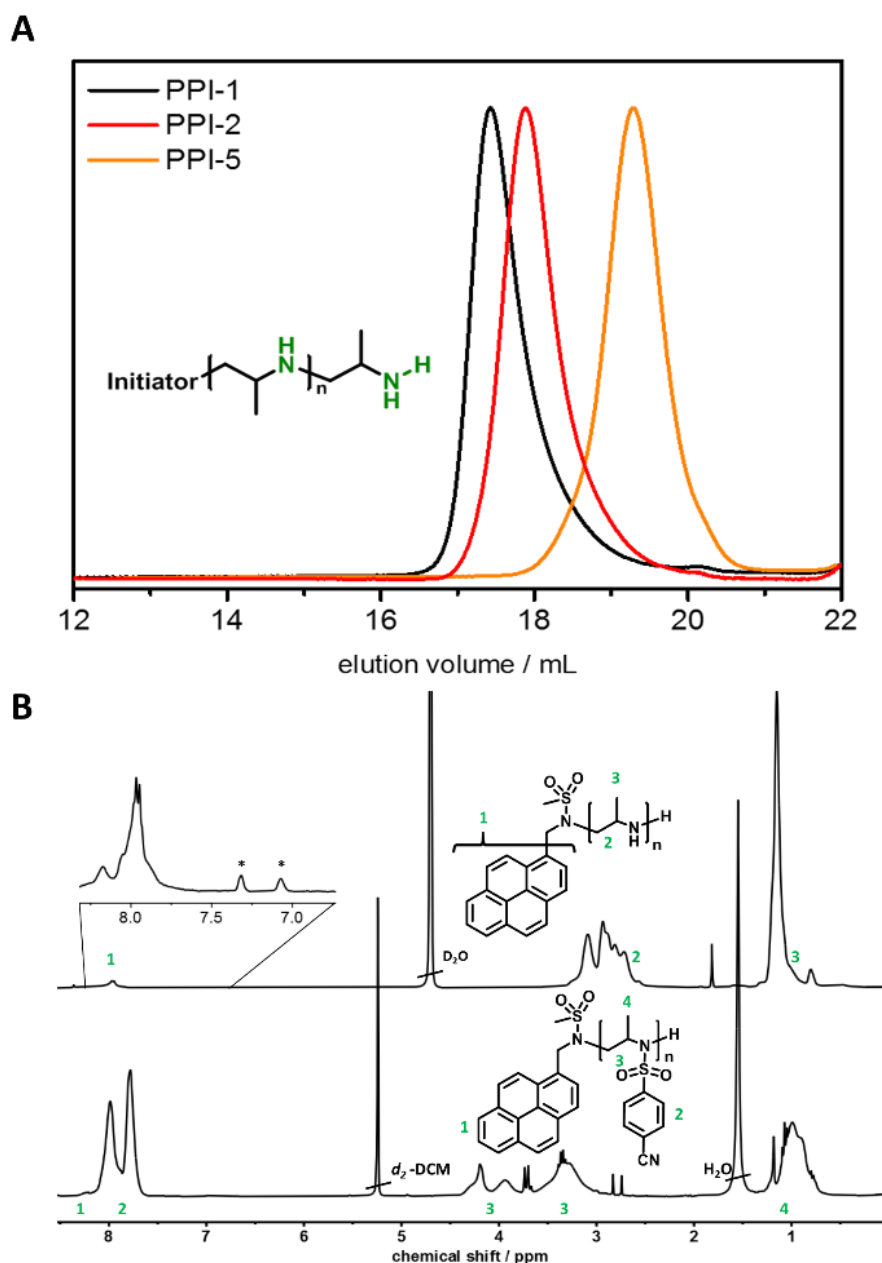 A
PPI-1
PPI-2
PPI-5
H
Initiator
N
n
N
H
H
12 14 16 18 20 22
elution volume / mL
B
3
O O
S
1
N
H
2
N
H
n
* *
8.0 7.5 7.0
1
D₂O
2
3
4
O O
S
N
H
3
N
n
O
S
O
1
2
CN
d₂-DCM
H₂O
1 2 3 3 4
8 7 6 5 4 3 2 1
chemical shift / ppm